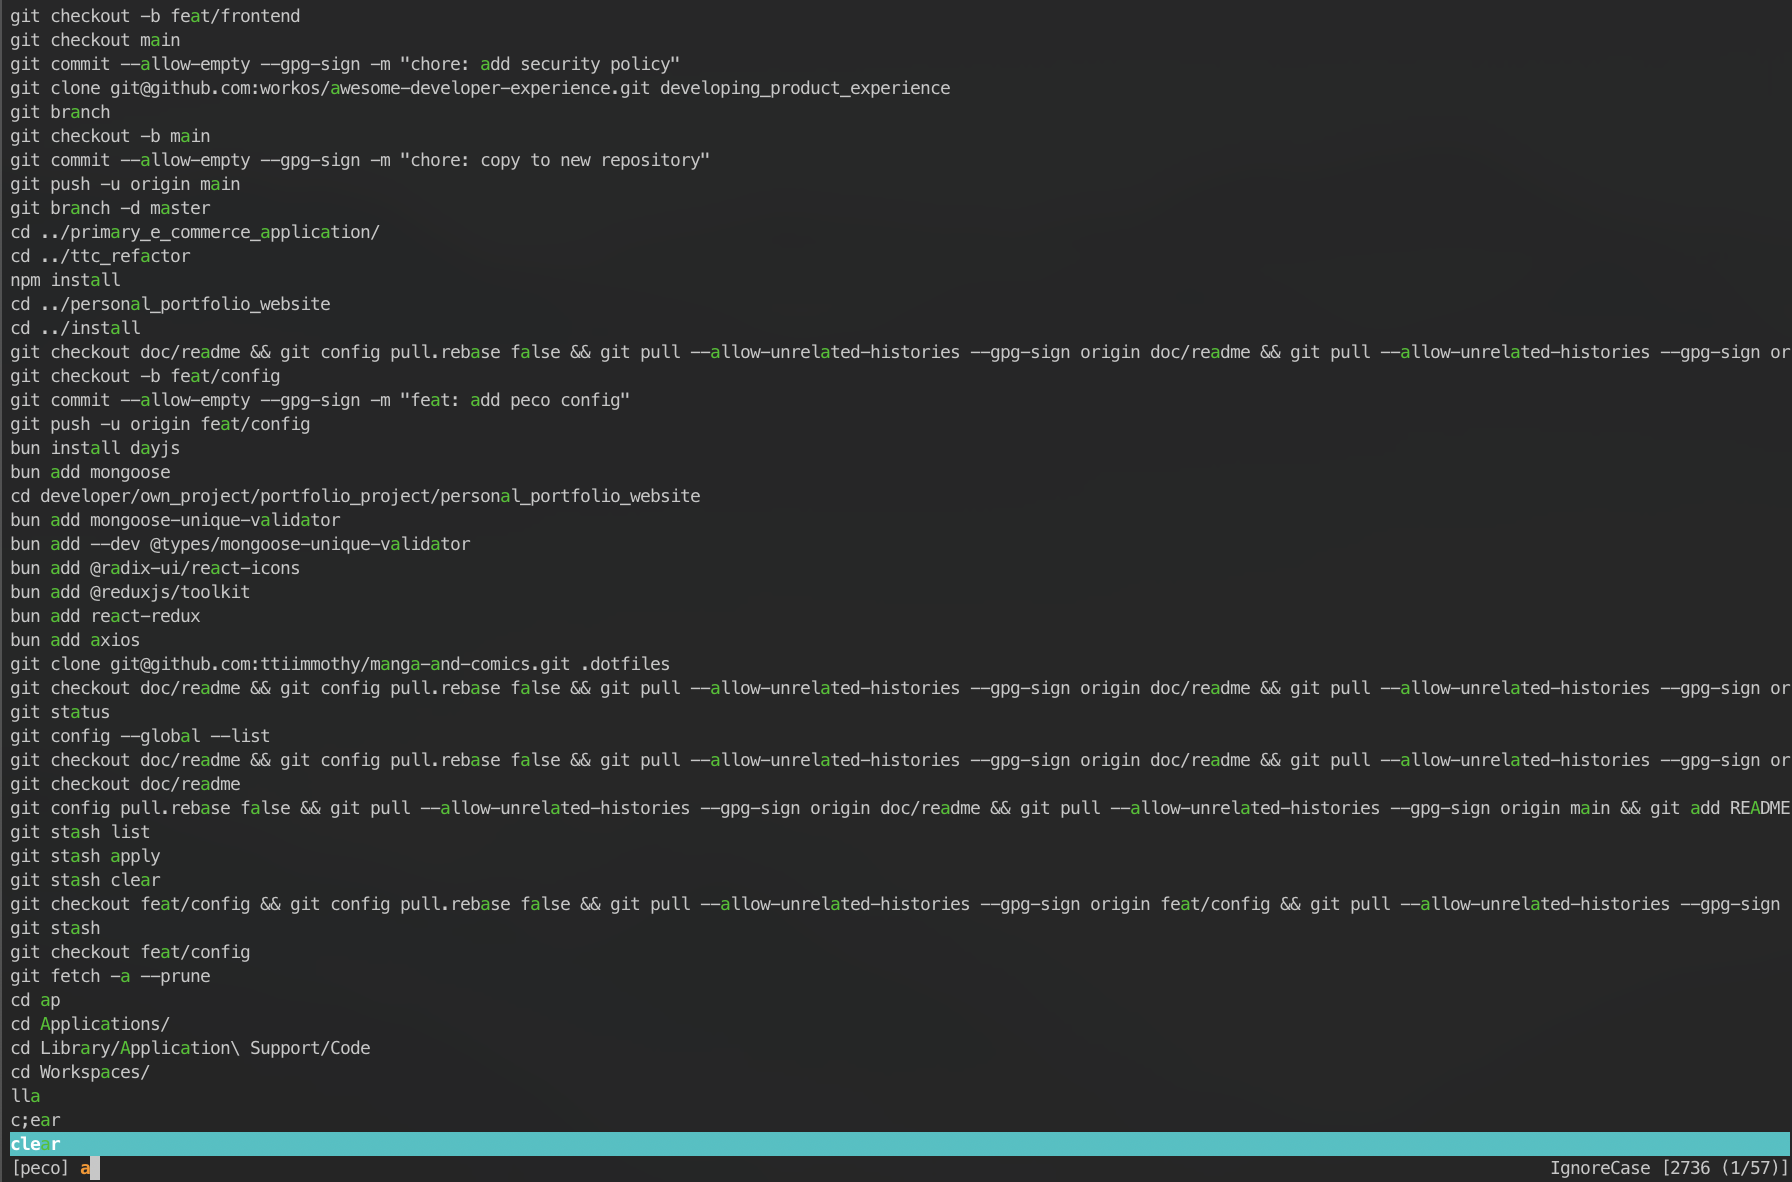 git checkout -b feat/frontend
git checkout main
git commit --allow-empty --gpg-sign -m "chore: add security policy"
git clone git@github.com:workos/awesome-developer-experience.git developing_product_experience
git branch
git checkout -b main
git commit --allow-empty --gpg-sign -m "chore: copy to new repository"
git push -u origin main
git branch -d master
cd ../primary_e_commerce_application/
cd ../ttc_refactor
npm install
cd ../personal_portfolio_website
cd ../install
git checkout doc/readme && git config pull.rebase false && git pull --allow-unrelated-histories --gpg-sign origin doc/readme && git pull --allow-unrelated-histories --gpg-sign or
git checkout -b feat/config
git commit --allow-empty --gpg-sign -m "feat: add peco config"
git push -u origin feat/config
bun install dayjs
bun add mongoose
cd developer/own_project/portfolio_project/personal_portfolio_website
bun add mongoose-unique-validator
bun add --dev @types/mongoose-unique-validator
bun add @radix-ui/react-icons
bun add @reduxjs/toolkit
bun add react-redux
bun add axios
git clone git@github.com:ttiimmothy/manga-and-comics.git .dotfiles
git checkout doc/readme && git config pull.rebase false && git pull --allow-unrelated-histories --gpg-sign origin doc/readme && git pull --allow-unrelated-histories --gpg-sign or
git status
git config --global --list
git checkout doc/readme && git config pull.rebase false && git pull --allow-unrelated-histories --gpg-sign origin doc/readme && git pull --allow-unrelated-histories --gpg-sign or
git checkout doc/readme
git config pull.rebase false && git pull --allow-unrelated-histories --gpg-sign origin doc/readme && git pull --allow-unrelated-histories --gpg-sign origin main && git add README
git stash list
git stash apply
git stash clear
git checkout feat/config && git config pull.rebase false && git pull --allow-unrelated-histories --gpg-sign origin feat/config && git pull --allow-unrelated-histories --gpg-sign
git stash
git checkout feat/config
git fetch -a --prune
cd ap
cd Applications/
cd Library/Application\ Support/Code
cd Workspaces/
lla
c;ear
clear
[peco] a IgnoreCase [2736 (1/57)]